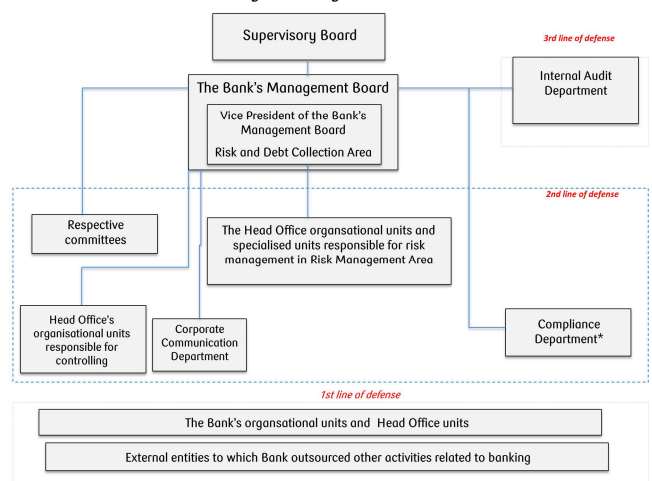 Supervisory Board
3rd line of defense
The Bank's Management Board
Vice President of the Bank's
Management Board
Risk and Debt Collection Area
Internal Audit
Department
2nd line of defense
Respective
committees
The Head Office organsational units and
specialised units responsible for risk
management in Risk Management Area
Head Office's
organisational units
responsible for
controlling
Corporate
Communication
Department
Compliance
Department*
1st line of defense
The Bank's organsational units and Head Office units
External entities to which Bank outsourced other activities related to banking